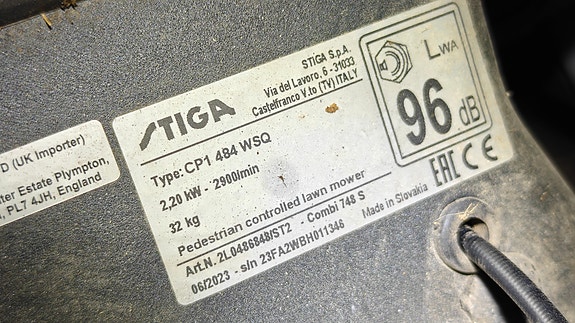 D (UK Importer)
ter Estate Plympton,
, PL7 4JH, England
STIGA
STIGA S.p.A.
Via del Lavoro, 6 - 31033
Castelfranco V.to (TV) ITALY
Type: CP1 484 WSQ
2,20 kW - 2900/min
32 kg
Pedestrian controlled lawn mower
Art.N. 2L0486848/ST2 - Combi 748 S
06/2023 - s/n 23FA2WBH011346
Made in Slovakia
LWA
96 dB
EAC CE